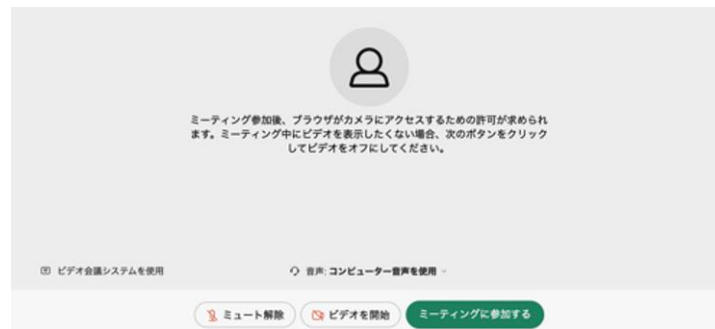 ミーティング参加後、ブラウザがカメラにアクセスするための許可が求められ
ます。ミーティング中にビデオを表示したくない場合、次のボタンをクリック
してビデオをオフにしてください。
ビデオ会議システムを使用
音声: コンピューター音声を使用
ミュート解除
ビデオを開始
ミーティングに参加する